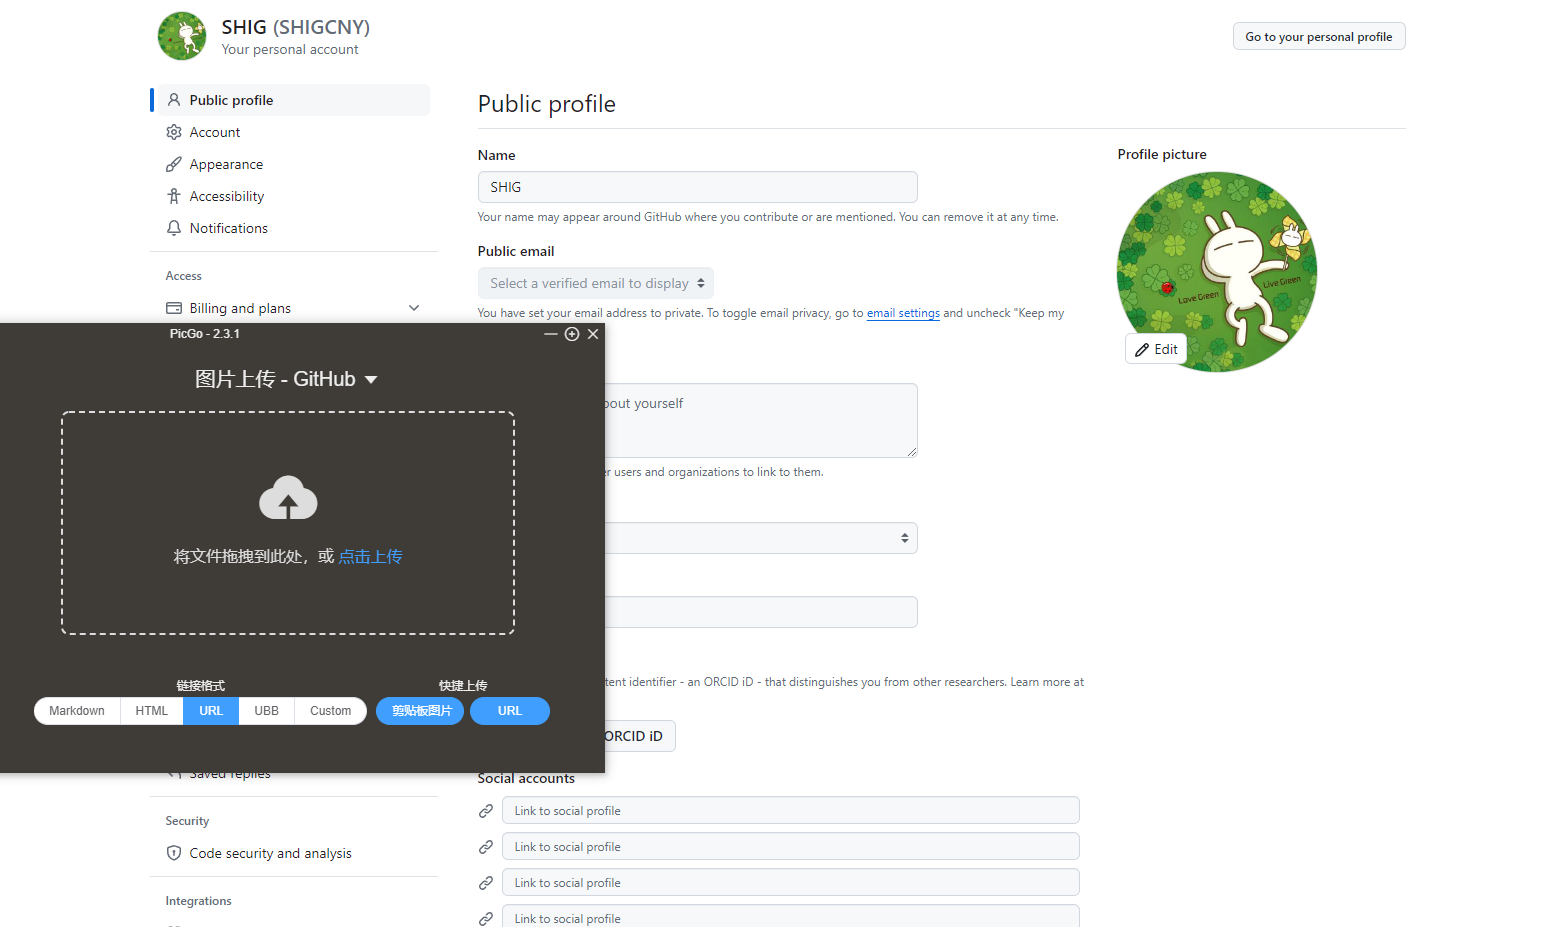 SHIG (SHIGCNY)
Your personal account
Go to your personal profile
Public profile
Account
Appearance
Accessibility
Notifications
Access
Billing and plans
Public profile
Name
SHIG
Your name may appear around GitHub where you contribute or are mentioned. You can remove it at any time.
Public email
Select a verified email to display
You have set your email address to private. To toggle email privacy, go to email settings and uncheck "Keep my
Profile picture
Love Green
Live Green
Edit
PicGo - 2.3.1
图片上传 - GitHub
将文件拖拽到此处，或 点击上传
链接格式
快捷上传
Markdown
HTML
URL
UBB
Custom
剪贴板图片
URL
yourself
users and organizations to link to them.
identifier - an ORCID iD - that distinguishes you from other researchers. Learn more at
ORCID iD
Saved replies
Social accounts
Link to social profile
Link to social profile
Link to social profile
Link to social profile
Security
Code security and analysis
Integrations